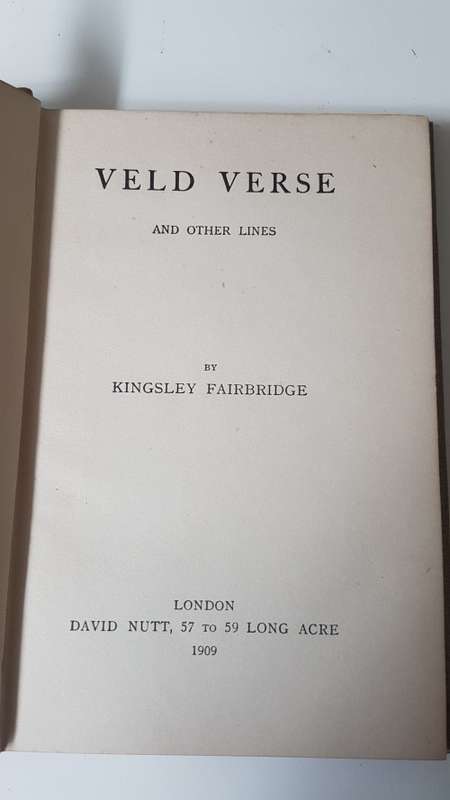 VELD VERSE
AND OTHER LINES
BY
KINGSLEY FAIRBRIDGE
LONDON
DAVID NUTT, 57 TO 59 LONG ACRE
1909